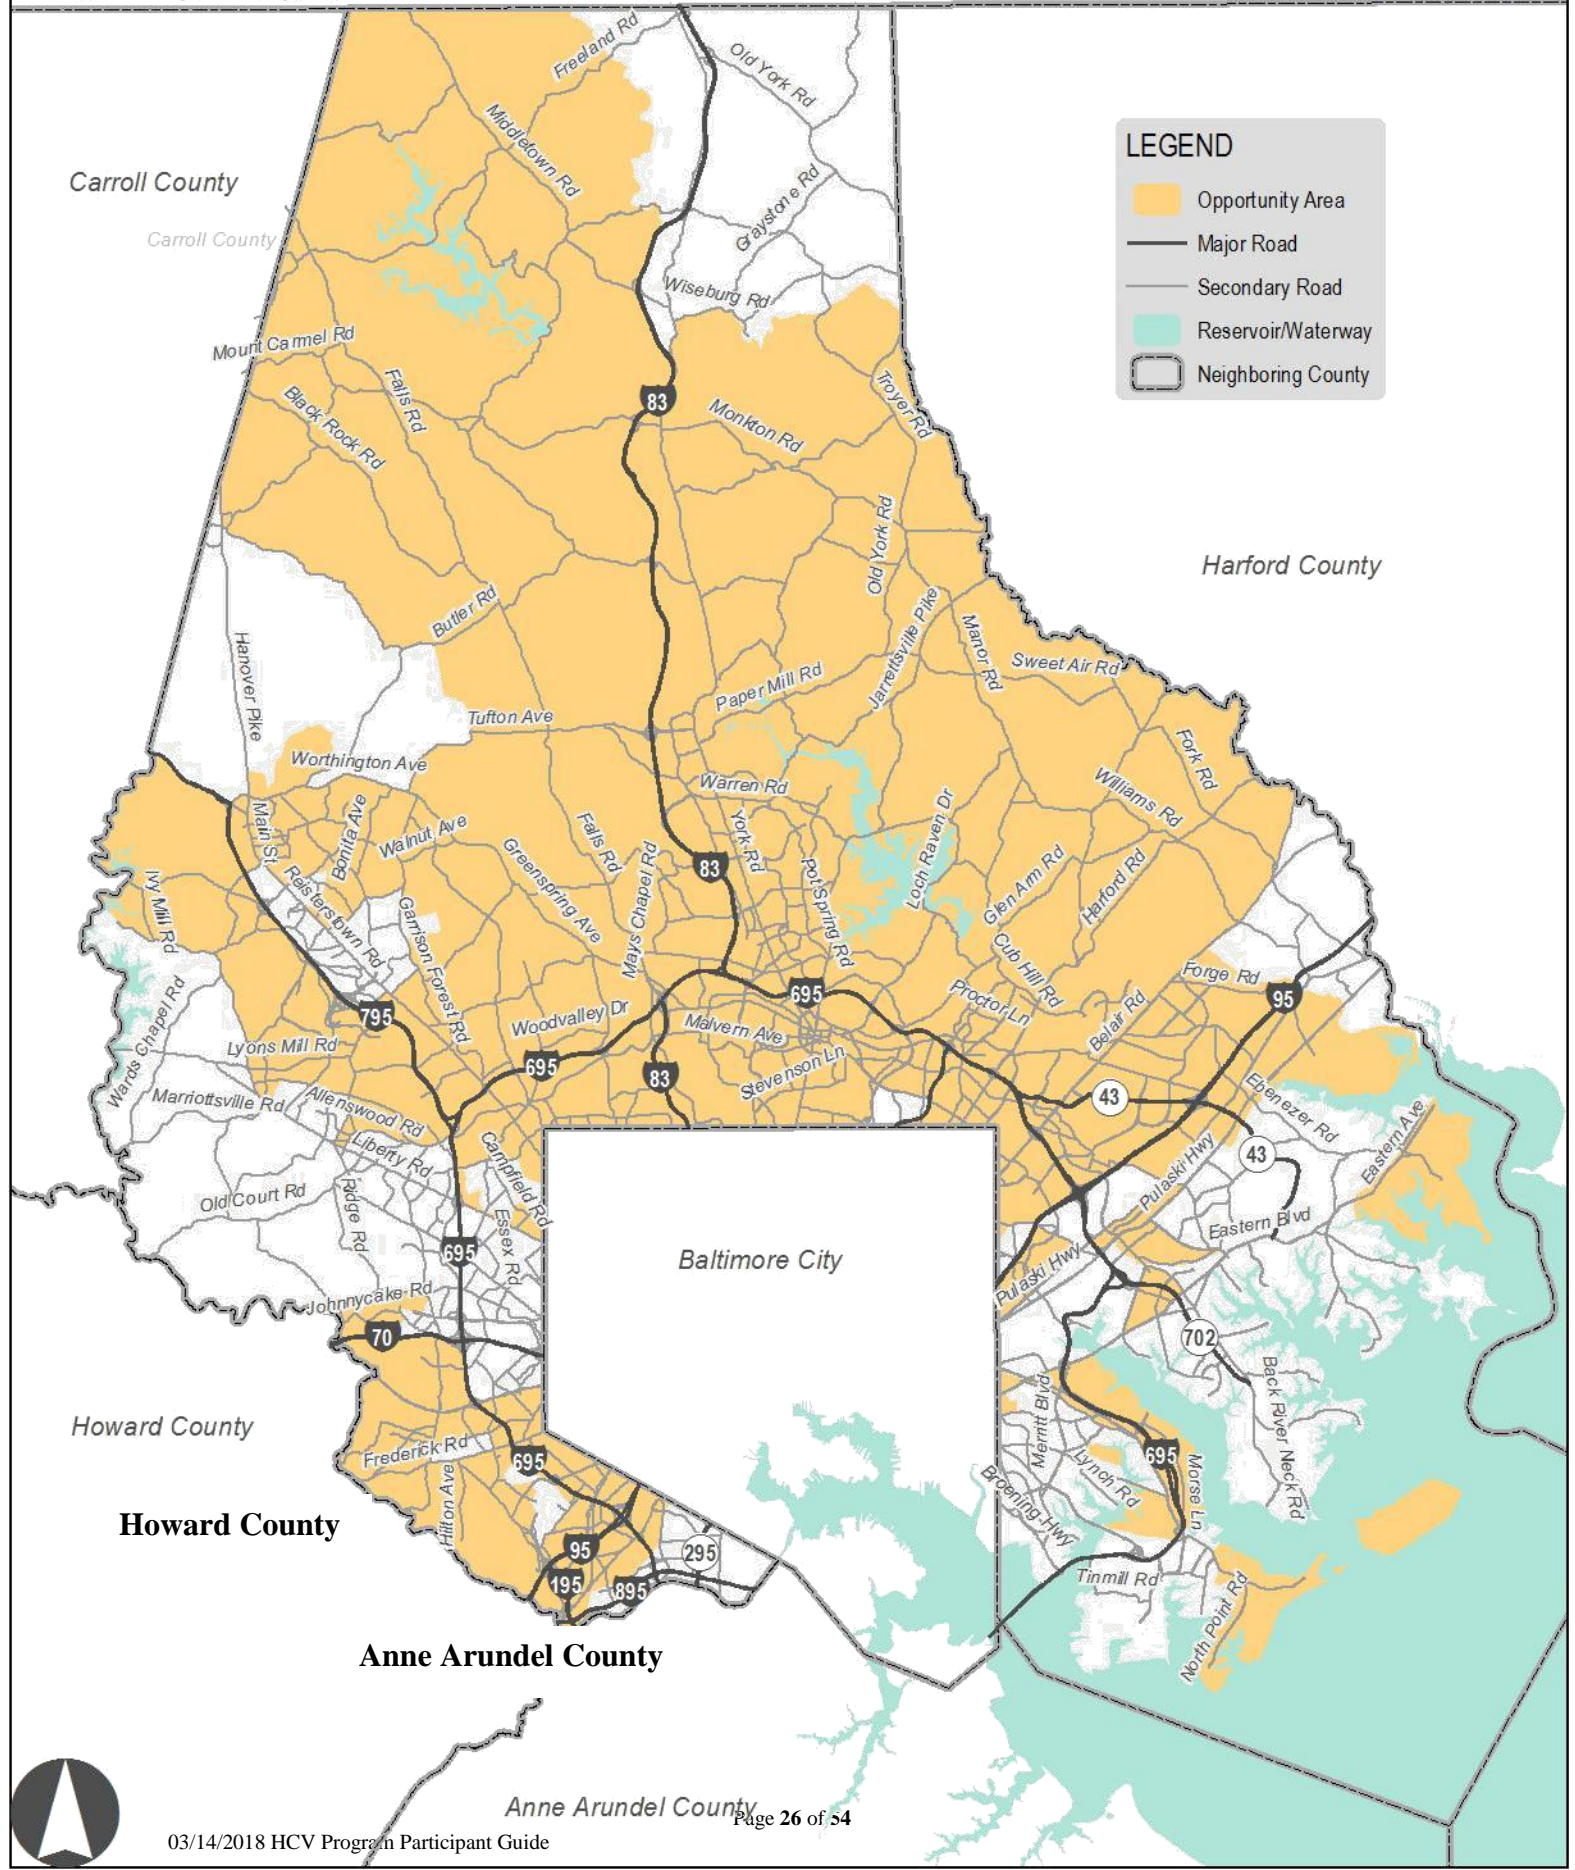 Freeland Rd
Old York Rd
Middletown Rd
LEGEND
Opportunity Area
Major Road
Secondary Road
Reservoir/Waterway
Neighboring County
Carroll County
Carroll County
Graystone Rd
Wiseburg Rd
Mount Carmel Rd
Falls Rd
Black Rock Rd
83
Monkton Rd
Troyer Rd
Old York Rd
Harford County
Butler Rd
Jarrettsville Pike
Manor Rd
Sweet Air Rd
Hanover Pike
Paper Mill Rd
Tufton Ave
Worthington Ave
Fork Rd
Warren Rd
Williams Rd
Main St
Bonita Ave
Walnut Ave
Falls Rd
York Rd
Loch Raven Dr
Greenspring Ave
Mays Chapel Rd
83
Pot Spring Rd
Glen Arm Rd
Harford Rd
Ivy Mill Rd
Reisterstown Rd
Garrison Forest Rd
Cub Hill Rd
Forge Rd
95
695
Proctor Ln
795
Woodvalley Dr
Malvern Ave
Belair Rd
Wards Chapel Rd
Lyons Mill Rd
695
83
Stevenson Ln
43
Ebenezer Rd
Marriottsville Rd
Allenswood Rd
Liberty Rd
Campfield Rd
Pulaski Hwy
43
Eastern Ave
Old Court Rd
Ridge Rd
Essex Rd
695
Baltimore City
Eastern Blvd
Pulaski Hwy
Johnnycake Rd
70
702
Back River Neck Rd
Merritt Blvd
Howard County
Frederick Rd
695
695
Lynch Rd
Morse Ln
Broening Hwy
Hilton Ave
Howard County
95
295
195
895
Tinmill Rd
North Point Rd
Anne Arundel County
Anne Arundel County
Page 26 of 54
03/14/2018 HCV Program Participant Guide